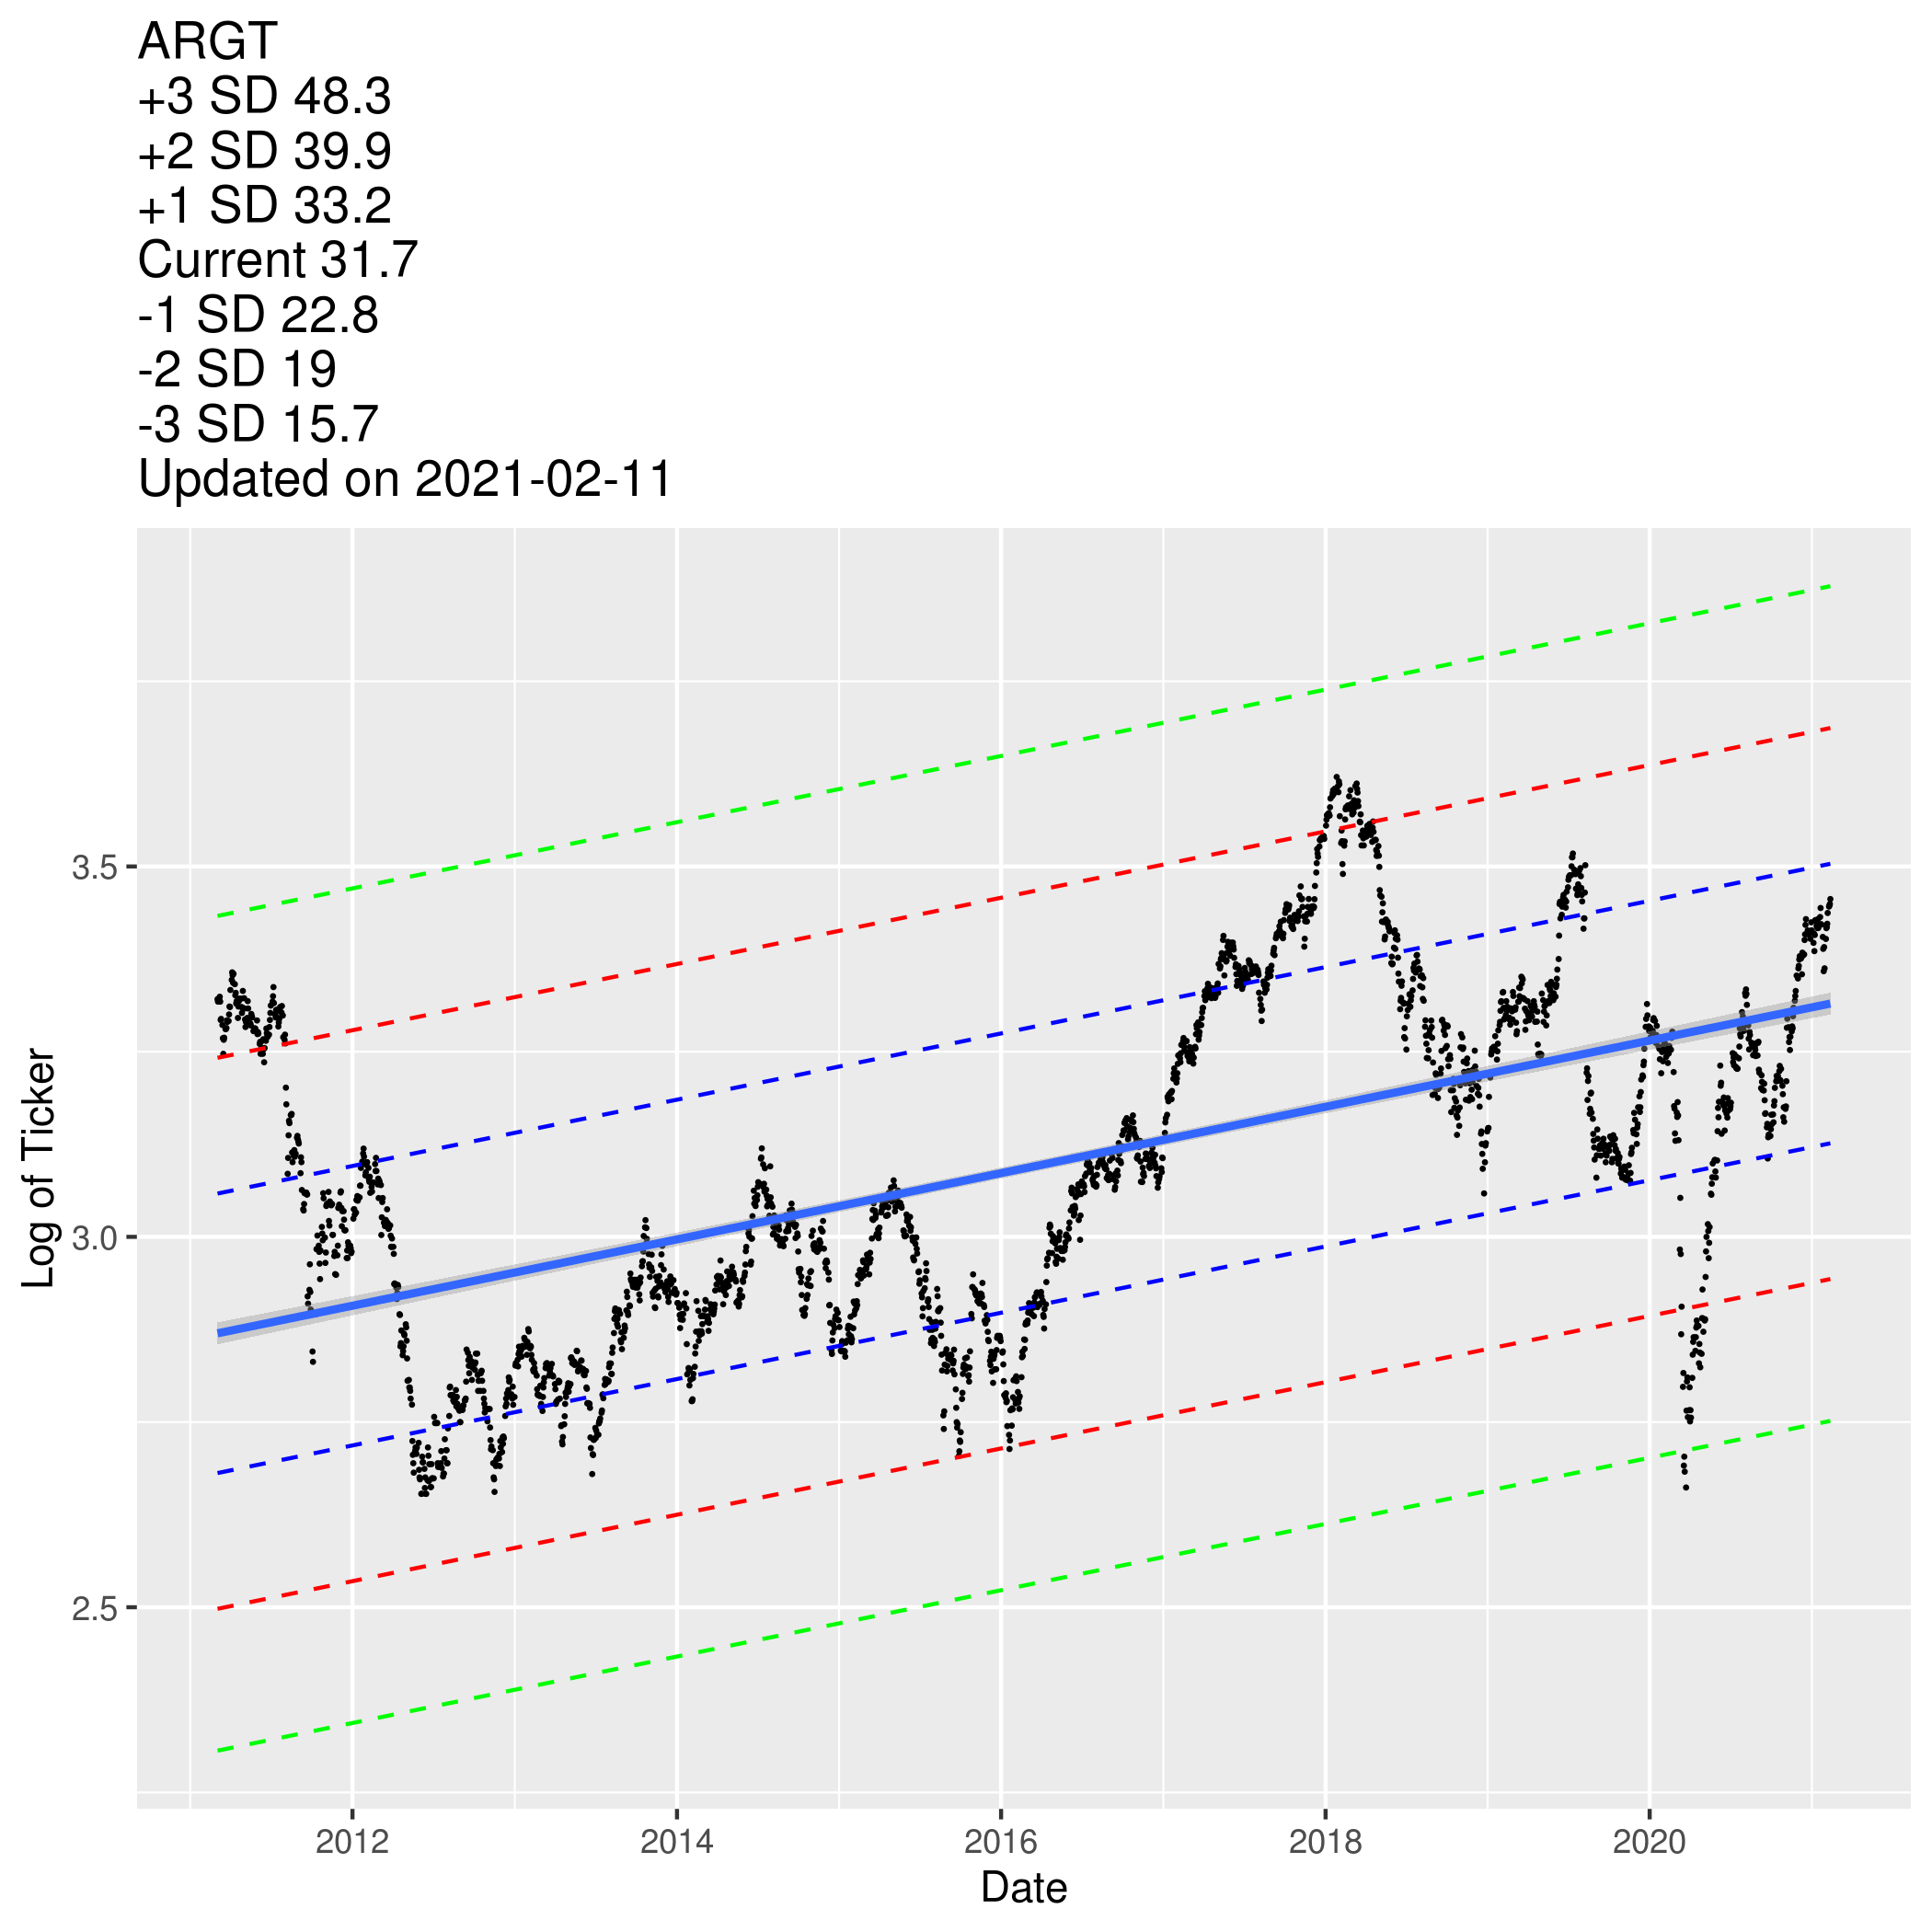 ARGT
+3 SD 48.3
+2 SD 39.9
+1 SD 33.2
Current 31.7
-1 SD 22.8
-2 SD 19
-3 SD 15.7
Updated on 2021-02-11
3.5
3.0
2.5
Log of Ticker
2012 2014 2016 2018 2020
Date